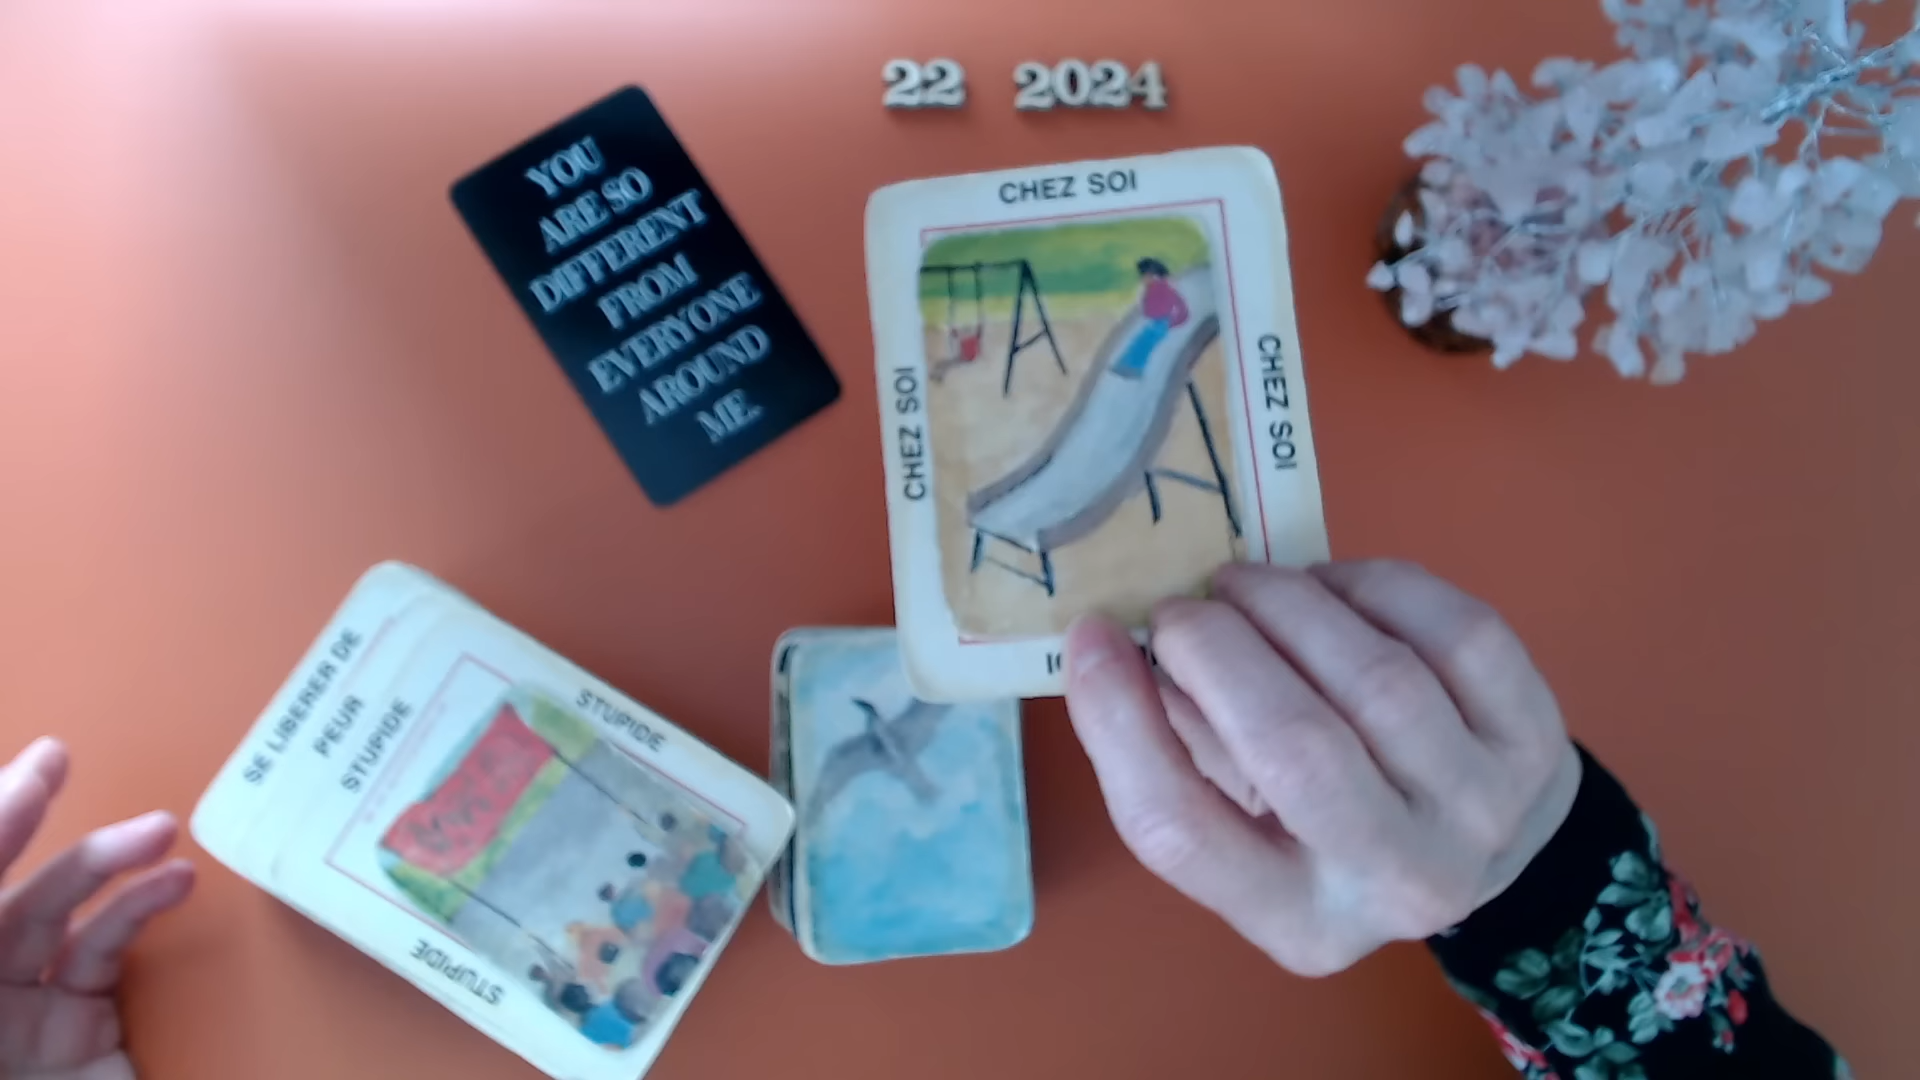 22 2024
YOU
ARE SO
DIFFERENT
FROM
EVERYONE
AROUND
ME.
CHEZ SOI
CHEZ SOI
CHEZ SOI
SE LIBERER DE
PEUR
STUPIDE
STUPIDE
STUPIDE